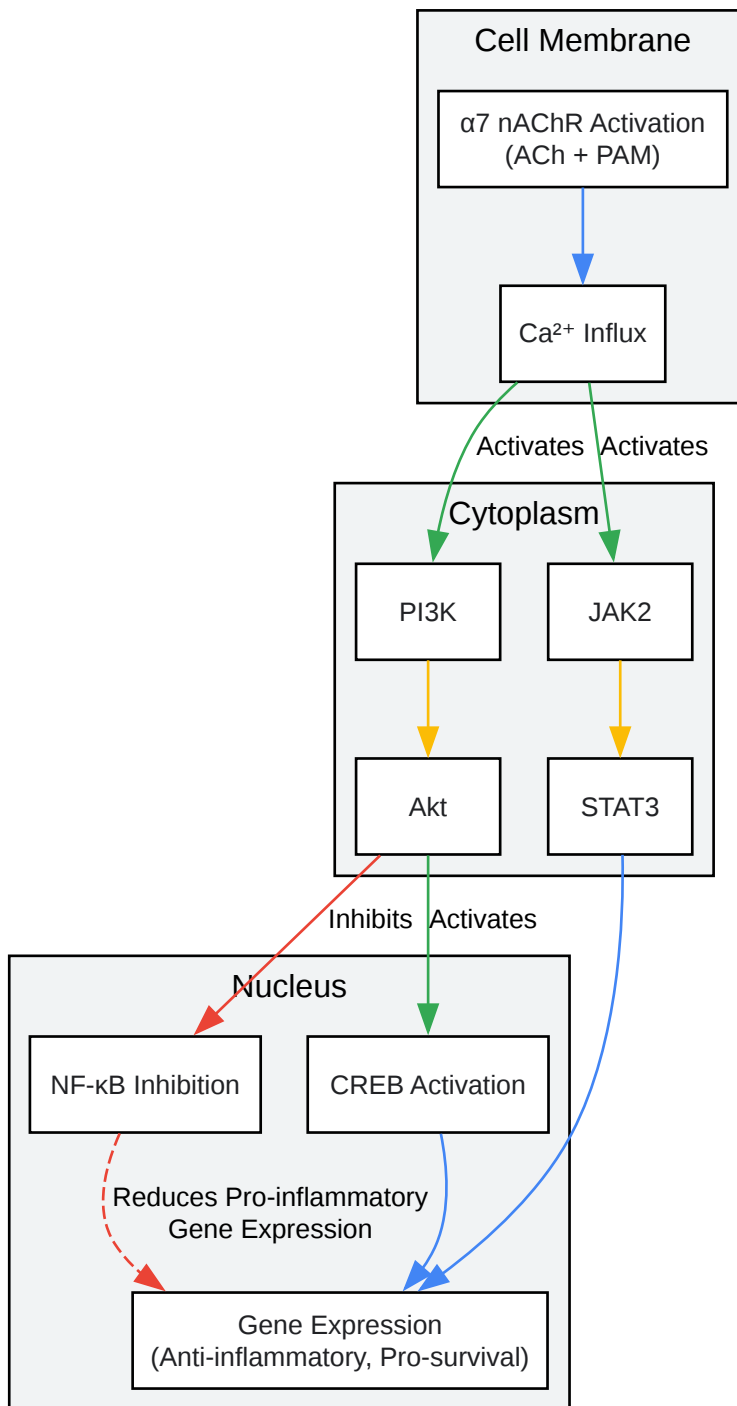 Cell Membrane
α7 nAChR Activation
(ACh + PAM)
Ca²⁺ Influx
Activates
Activates
Cytoplasm
PI3K
JAK2
Akt
STAT3
Inhibits
Activates
Nucleus
NF-κB Inhibition
CREB Activation
Reduces Pro-inflammatory
Gene Expression
Gene Expression
(Anti-inflammatory, Pro-survival)